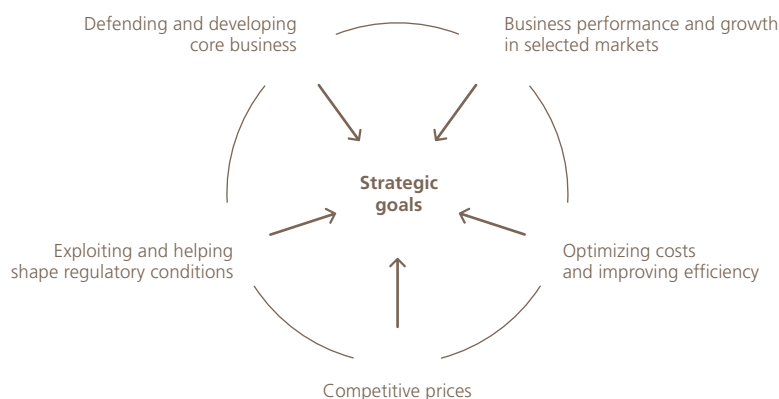 Defending and developing
core business
Business performance and growth
in selected markets
Strategic
goals
Exploiting and helping
shape regulatory conditions
Optimizing costs
and improving efficiency
Competitive prices